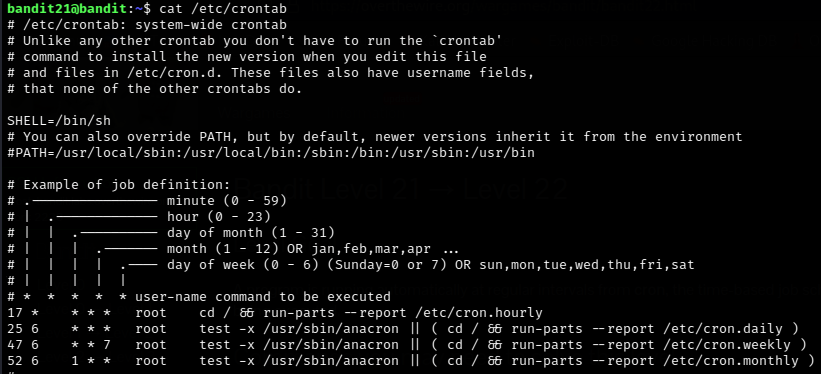 bandit21@bandit:~$ cat /etc/crontab
# /etc/crontab: system-wide crontab
# Unlike any other crontab you don't have to run the `crontab'
# command to install the new version when you edit this file
# and files in /etc/cron.d. These files also have username fields,
# that none of the other crontabs do.

SHELL=/bin/sh
# You can also override PATH, but by default, newer versions inherit it from the environment
#PATH=/usr/local/sbin:/usr/local/bin:/sbin:/bin:/usr/sbin:/usr/bin

# Example of job definition:
# .---------------- minute (0 - 59)
# |  .------------- hour (0 - 23)
# |  |  .---------- day of month (1 - 31)
# |  |  |  .------- month (1 - 12) OR jan,feb,mar,apr ...
# |  |  |  |  .---- day of week (0 - 6) (Sunday=0 or 7) OR sun,mon,tue,wed,thu,fri,sat
# |  |  |  |  |
# *  *  *  *  * user-name command to be executed
17 *    * * *   root    cd / && run-parts --report /etc/cron.hourly
25 6    * * *   root    test -x /usr/sbin/anacron || ( cd / && run-parts --report /etc/cron.daily )
47 6    * * 7   root    test -x /usr/sbin/anacron || ( cd / && run-parts --report /etc/cron.weekly )
52 6    1 * *   root    test -x /usr/sbin/anacron || ( cd / && run-parts --report /etc/cron.monthly )
#
Bandit Level 21 — Level 22